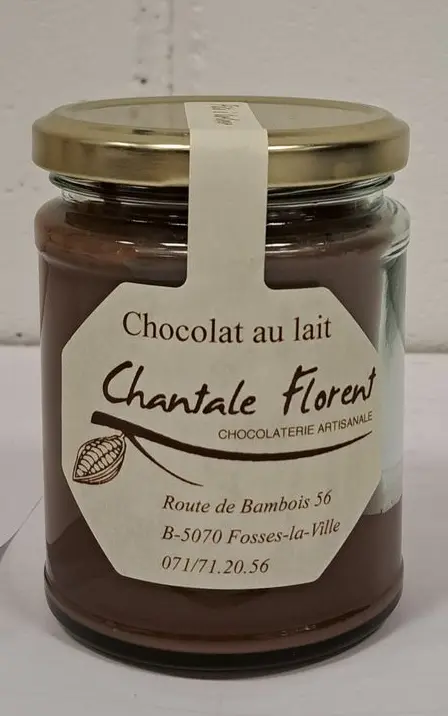 Chocolat au lait
Chantale Florent
CHOCOLATERIE ARTISANALE
Route de Bambois 56
B-5070 Fosses-la-Ville
071/71.20.56